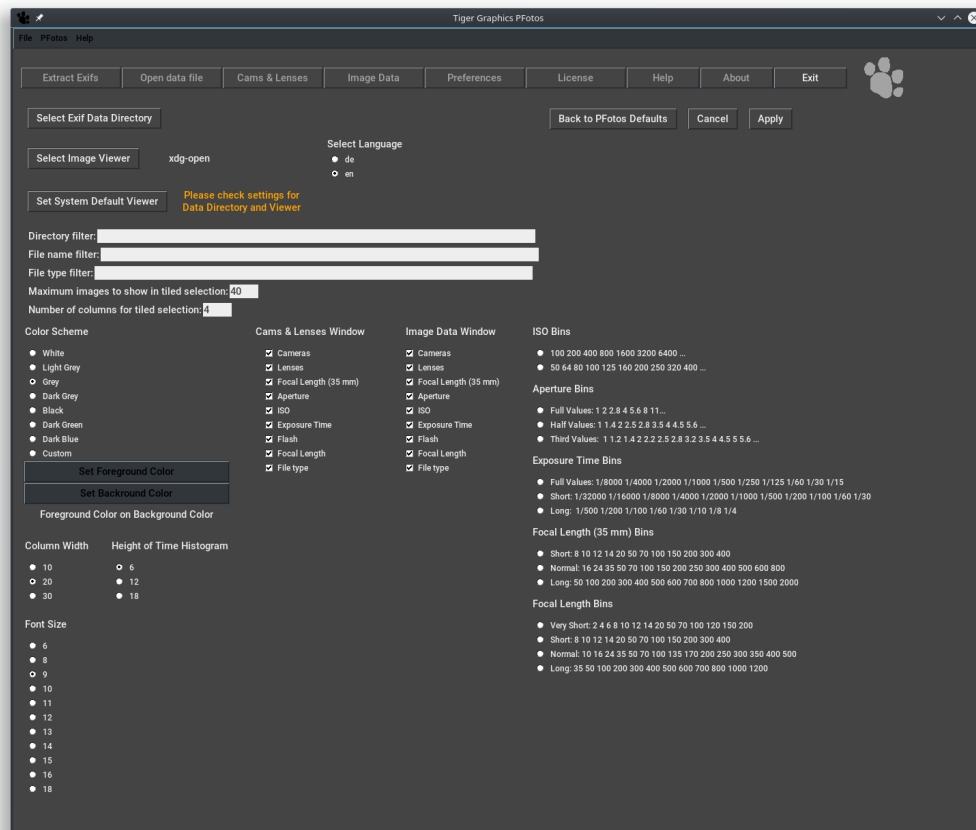 Tiger Graphics PFotos
File PFotos Help
Extract Exifs Open data file Cams & Lenses Image Data Preferences License Help About Exit
Select Exif Data Directory
Back to PFotos Defaults Cancel Apply
Select Image Viewer xdg-open
Select Language
de
en
Set System Default Viewer
Please check settings for
Data Directory and Viewer
Directory filter:
File name filter:
File type filter:
Maximum images to show in tiled selection: 40
Number of columns for tiled selection: 4
Color Scheme
White
Light Grey
Grey
Dark Grey
Black
Dark Green
Dark Blue
Custom
Set Foreground Color
Set Backround Color
Foreground Color on Background Color
Cams & Lenses Window
Cameras
Lenses
Focal Length (35 mm)
Aperture
ISO
Exposure Time
Flash
Focal Length
File type
Image Data Window
Cameras
Lenses
Focal Length (35 mm)
Aperture
ISO
Exposure Time
Flash
Focal Length
File type
ISO Bins
100 200 400 800 1600 3200 6400 ...
50 64 80 100 125 160 200 250 320 400 ...
Aperture Bins
Full Values: 1 2 2.8 4 5.6 8 11...
Half Values: 1 1.4 2 2.5 2.8 3.5 4 4.5 5.6 ...
Third Values: 1 1.2 1.4 2 2.2 2.5 2.8 3.2 3.5 4 4.5 5 5.6 ...
Exposure Time Bins
Full Values: 1/8000 1/4000 1/2000 1/1000 1/500 1/250 1/125 1/60 1/30 1/15
Short: 1/32000 1/16000 1/8000 1/4000 1/2000 1/1000 1/500 1/200 1/100 1/60 1/30
Long: 1/500 1/200 1/100 1/60 1/30 1/10 1/8 1/4
Focal Length (35 mm) Bins
Short: 8 10 12 14 20 50 70 100 150 200 300 400
Normal: 16 24 35 50 70 100 150 200 250 300 400 500 600 800
Long: 50 100 200 300 400 500 600 700 800 1000 1200 1500 2000
Focal Length Bins
Very Short: 2 4 6 8 10 12 14 20 50 70 100 120 150 200
Short: 8 10 12 14 20 50 70 100 150 200 300 400
Normal: 10 16 24 35 50 70 100 135 170 200 250 300 350 400 500
Long: 35 50 100 200 300 400 500 600 700 800 1000 1200
Column Width
10
20
30
Height of Time Histogram
6
12
18
Font Size
6
8
9
10
11
12
13
14
15
16
18